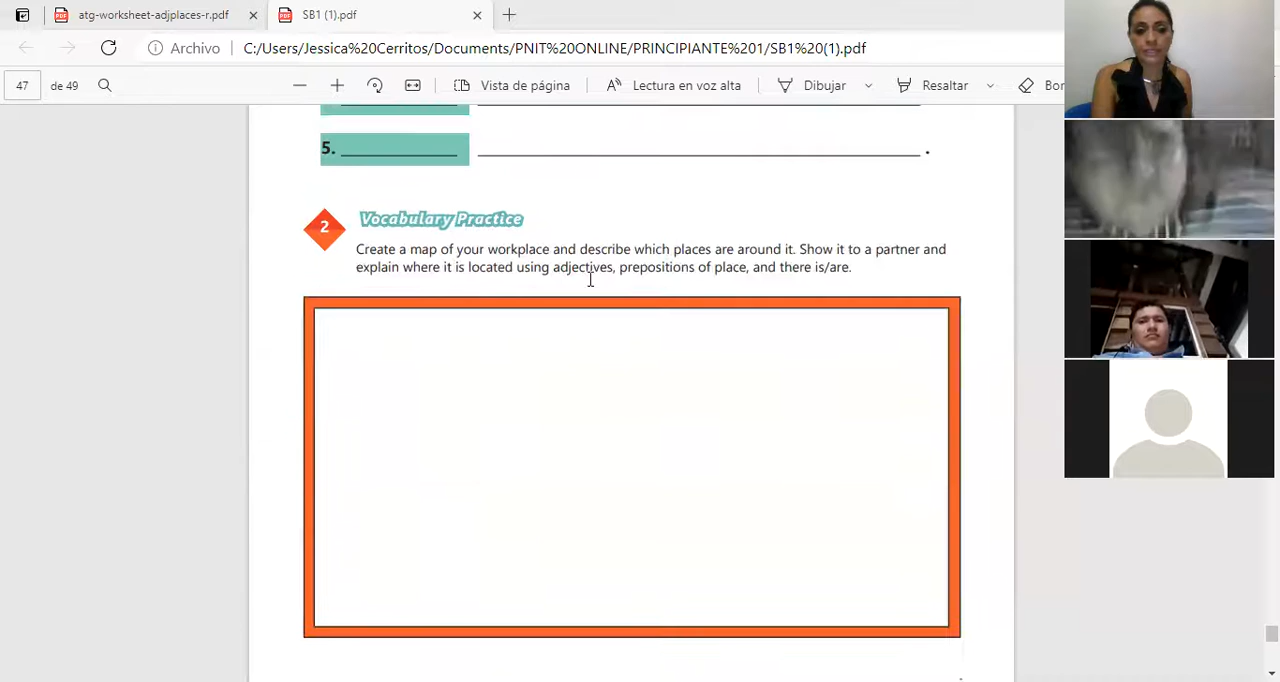 atg-worksheet-adjplaces-r.pdf
SB1 (1).pdf
Archivo
C:/Users/Jessica%20Cerritos/Documents/PNIT%20ONLINE/PRINCIPIANTE%201/SB1%20(1).pdf
47 de 49
Vista de página
Lectura en voz alta
Dibujar
Resaltar
Bor
5. ____________ ____________ .
2 Vocabulary Practice
Create a map of your workplace and describe which places are around it. Show it to a partner and
explain where it is located using adjectives, prepositions of place, and there is/are.